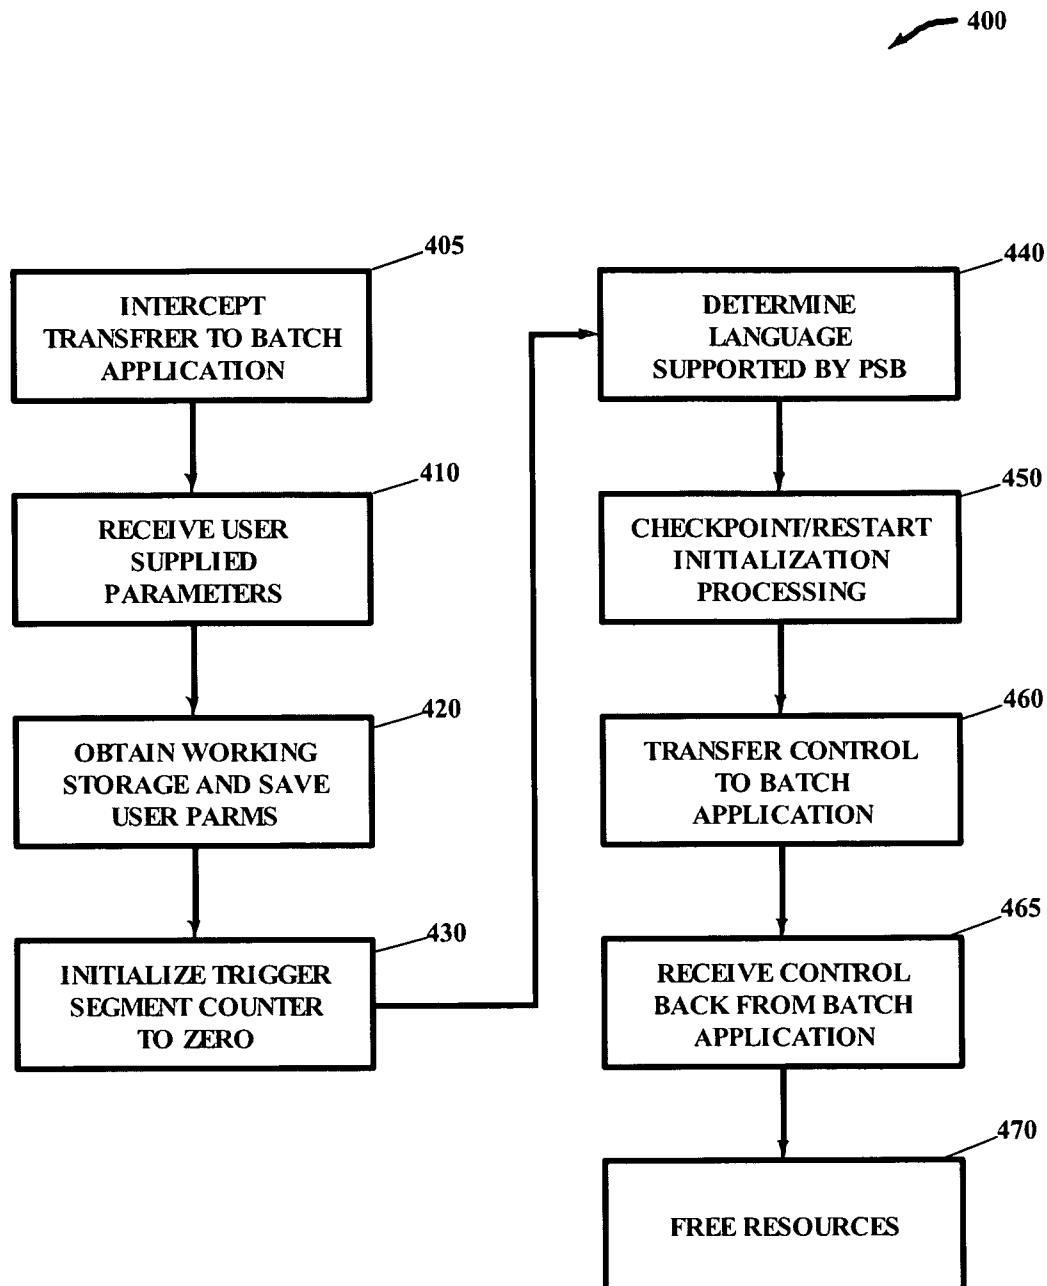 400
405
INTERCEPT
TRANSFRER TO BATCH
APPLICATION
410
RECEIVE USER
SUPPLIED
PARAMETERS
420
OBTAIN WORKING
STORAGE AND SAVE
USER PARMS
430
INITIALIZE TRIGGER
SEGMENT COUNTER
TO ZERO
440
DETERMINE
LANGUAGE
SUPPORTED BY PSB
450
CHECKPOINT/RESTART
INITIALIZATION
PROCESSING
460
TRANSFER CONTROL
TO BATCH
APPLICATION
465
RECEIVE CONTROL
BACK FROM BATCH
APPLICATION
470
FREE RESOURCES